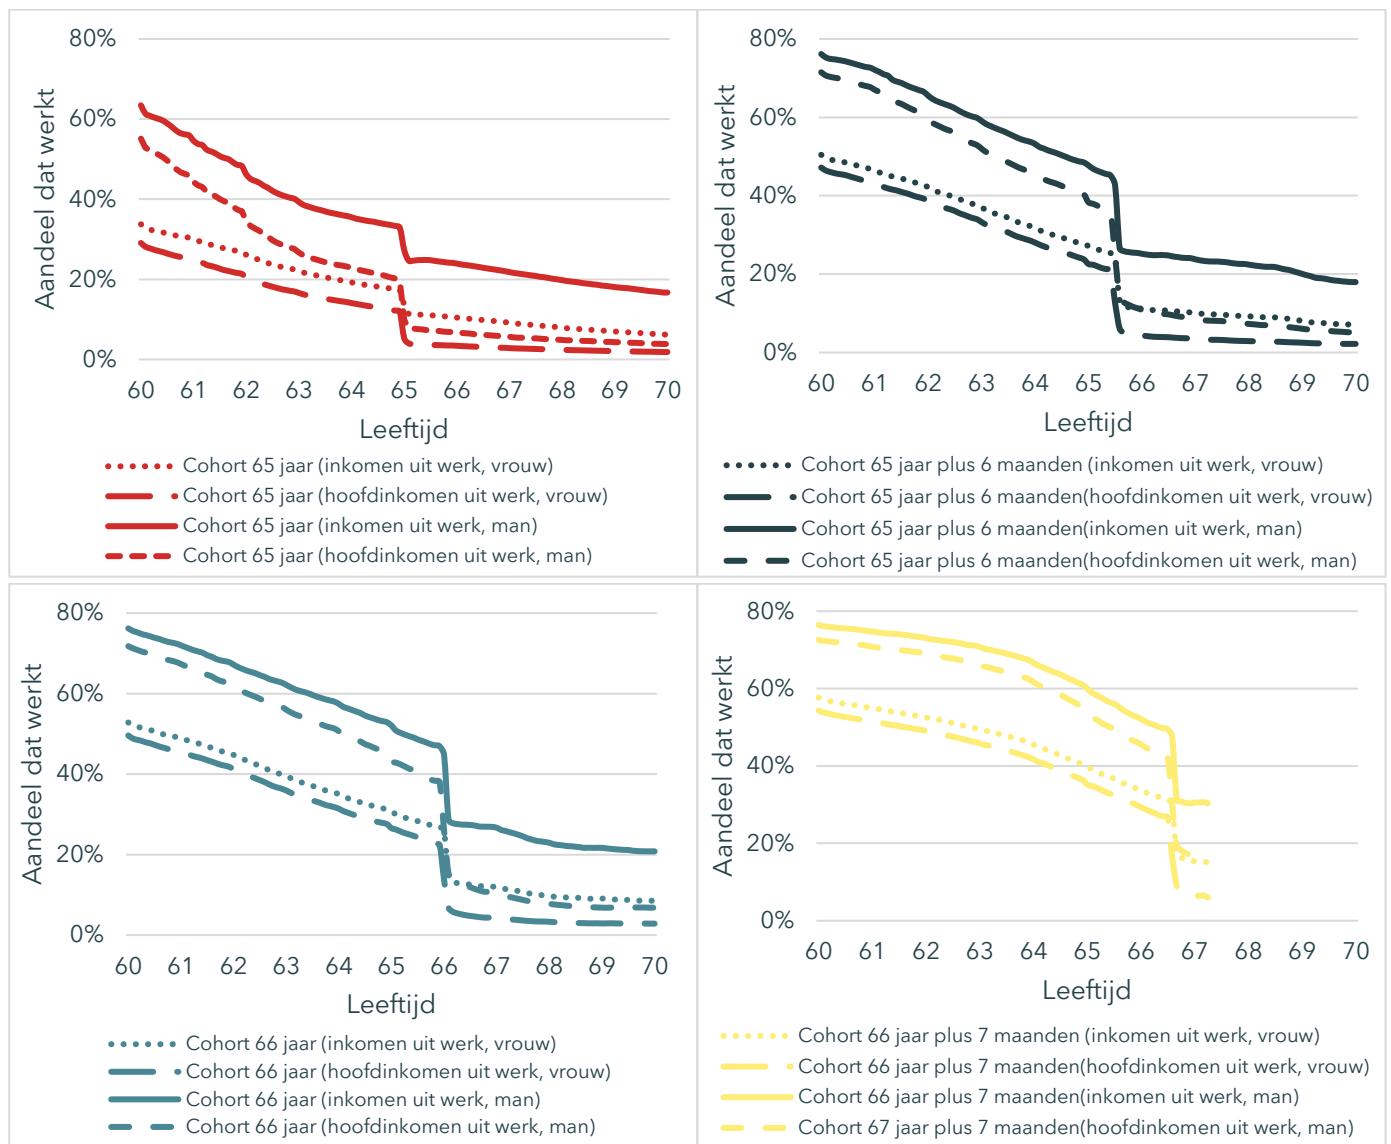 80%
60%
40%
20%
0%
Aandeel dat werkt
60 61 62 63 64 65 66 67 68 69 70
Leeftijd
Cohort 65 jaar (inkomen uit werk, vrouw)
Cohort 65 jaar (hoofdinkomen uit werk, vrouw)
Cohort 65 jaar (inkomen uit werk, man)
Cohort 65 jaar (hoofdinkomen uit werk, man)
80%
60%
40%
20%
0%
Aandeel dat werkt
60 61 62 63 64 65 66 67 68 69 70
Leeftijd
Cohort 65 jaar plus 6 maanden (inkomen uit werk, vrouw)
Cohort 65 jaar plus 6 maanden(hoofdinkomen uit werk, vrouw)
Cohort 65 jaar plus 6 maanden(inkomen uit werk, man)
Cohort 65 jaar plus 6 maanden(hoofdinkomen uit werk, man)
80%
60%
40%
20%
0%
Aandeel dat werkt
60 61 62 63 64 65 66 67 68 69 70
Leeftijd
Cohort 66 jaar (inkomen uit werk, vrouw)
Cohort 66 jaar (hoofdinkomen uit werk, vrouw)
Cohort 66 jaar (inkomen uit werk, man)
Cohort 66 jaar (hoofdinkomen uit werk, man)
80%
60%
40%
20%
0%
Aandeel dat werkt
60 61 62 63 64 65 66 67 68 69 70
Leeftijd
Cohort 66 jaar plus 7 maanden (inkomen uit werk, vrouw)
Cohort 66 jaar plus 7 maanden(hoofdinkomen uit werk, vrouw)
Cohort 66 jaar plus 7 maanden(inkomen uit werk, man)
Cohort 67 jaar plus 7 maanden(hoofdinkomen uit werk, man)